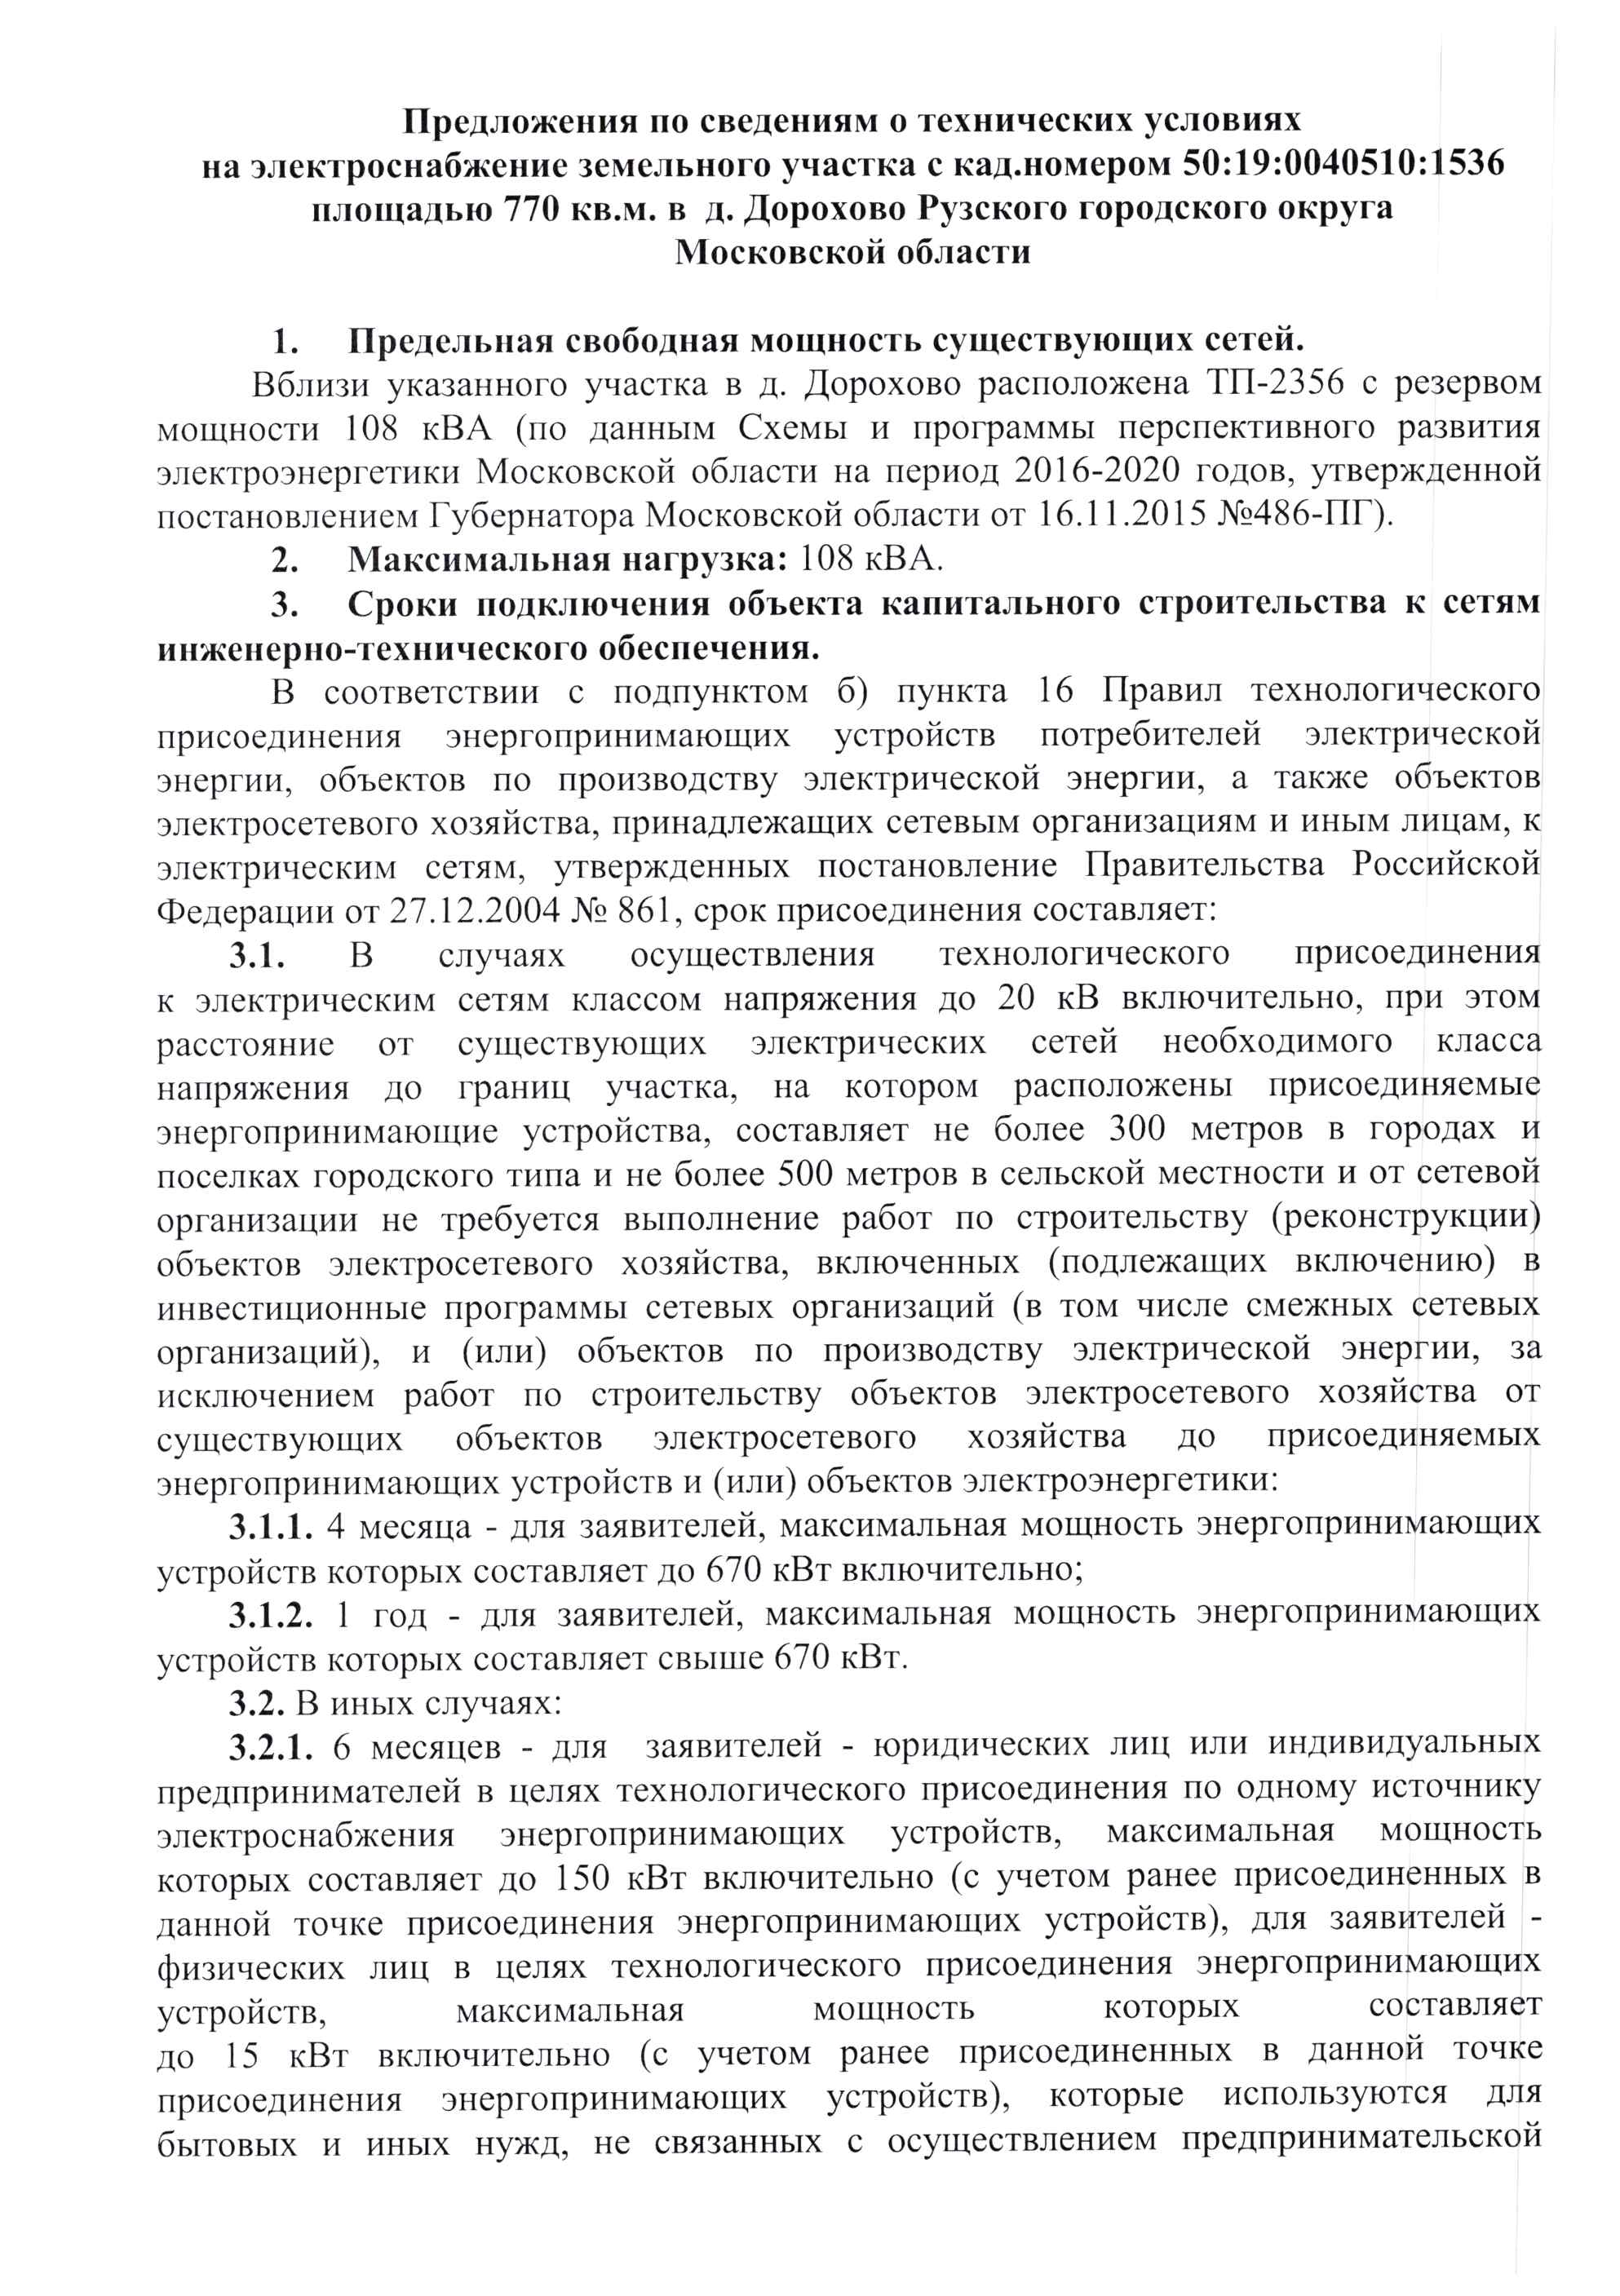 Предложения по сведениям о технических условиях
на электроснабжение земельного участка с кад.номером 50:19:0040510:1536
площадью 770 кв.м. в д. Дорохово Рузского городского округа
Московской области
1. Предельная свободная мощность существующих сетей.
Вблизи указанного участка в д. Дорохово расположена ТП-2356 с резервом
мощности 108 кВА (по данным Схемы и программы перспективного развития
электроэнергетики Московской области на период 2016-2020 годов, утвержденной
постановлением Губернатора Московской области от 16.11.2015 №486-ПГ).
2. Максимальная нагрузка: 108 кВА.
3. Сроки подключения объекта капитального строительства к сетям
инженерно-технического обеспечения.
В соответствии с подпунктом б) пункта 16 Правил технологического
присоединения энергопринимающих устройств потребителей электрической
энергии, объектов по производству электрической энергии, а также объектов
электросетевого хозяйства, принадлежащих сетевым организациям и иным лицам, к
электрическим сетям, утвержденных постановление Правительства Российской
Федерации от 27.12.2004 № 861, срок присоединения составляет:
3.1. В случаях осуществления технологического присоединения
к электрическим сетям классом напряжения до 20 кВ включительно, при этом
расстояние от существующих электрических сетей необходимого класса
напряжения до границ участка, на котором расположены присоединяемые
энергопринимающие устройства, составляет не более 300 метров в городах и
поселках городского типа и не более 500 метров в сельской местности и от сетевой
организации не требуется выполнение работ по строительству (реконструкции)
объектов электросетевого хозяйства, включенных (подлежащих включению) в
инвестиционные программы сетевых организаций (в том числе смежных сетевых
организаций), и (или) объектов по производству электрической энергии, за
исключением работ по строительству объектов электросетевого хозяйства от
существующих объектов электросетевого хозяйства до присоединяемых
энергопринимающих устройств и (или) объектов электроэнергетики:
3.1.1. 4 месяца - для заявителей, максимальная мощность энергопринимающих
устройств которых составляет до 670 кВт включительно;
3.1.2. 1 год - для заявителей, максимальная мощность энергопринимающих
устройств которых составляет свыше 670 кВт.
3.2. В иных случаях:
3.2.1. 6 месяцев - для заявителей - юридических лиц или индивидуальных
предпринимателей в целях технологического присоединения по одному источнику
электроснабжения энергопринимающих устройств, максимальная мощность
которых составляет до 150 кВт включительно (с учетом ранее присоединенных в
данной точке присоединения энергопринимающих устройств), для заявителей -
физических лиц в целях технологического присоединения энергопринимающих
устройств, максимальная мощность которых составляет
до 15 кВт включительно (с учетом ранее присоединенных в данной точке
присоединения энергопринимающих устройств), которые используются для
бытовых и иных нужд, не связанных с осуществлением предпринимательской